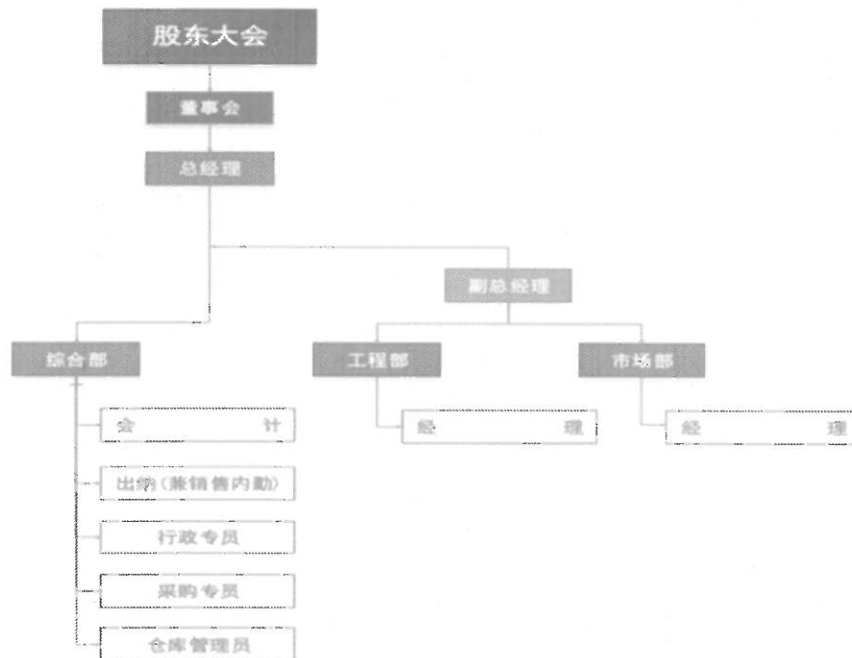 股东大会
董事会
总经理
副总经理
综合部
工程部
市场部
会计
经理
经理
出纳(兼销售内勤)
行政专员
采购专员
仓库管理员